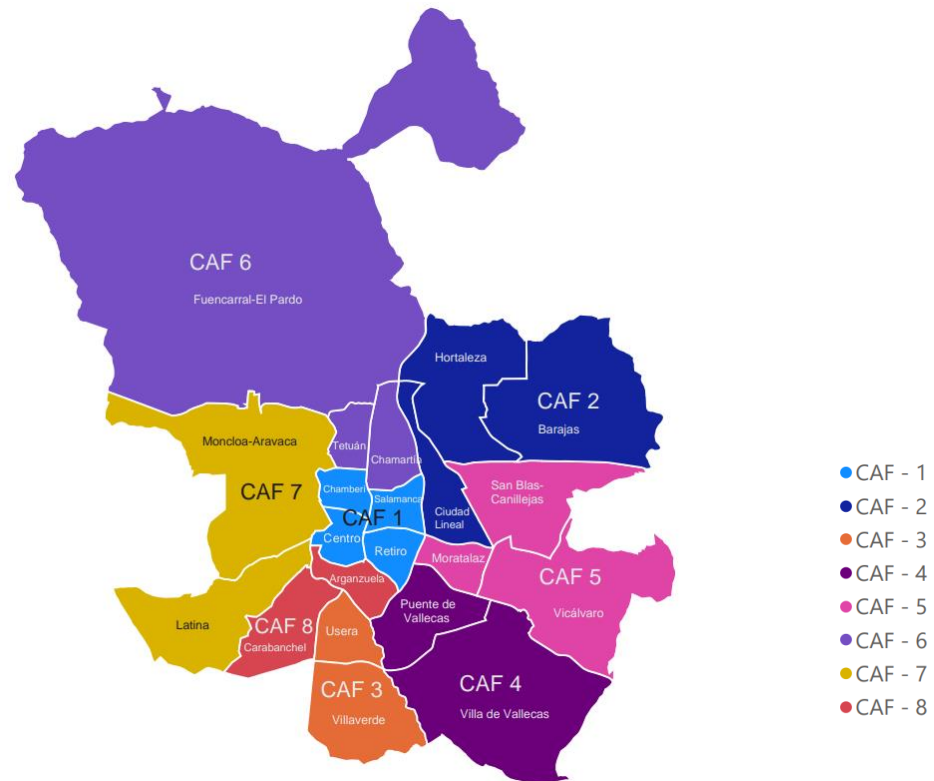 CAF 6
Fuencarral-El Pardo
Hortaleza
CAF 2
Barajas
Moncloa-Aravaca
Tetuán
Chamartín
CAF 7
Chamberí
Salamanca
San Blas-
Canillejas
CAF 1
Ciudad
Lineal
Centro
Retiro
Moratalaz
CAF 5
Vicálvaro
Arganzuela
Puente de
Vallecas
Latina
CAF 8
Carabanchel
Usera
CAF 3
Villaverde
CAF 4
Villa de Vallecas
CAF - 1
CAF - 2
CAF - 3
CAF - 4
CAF - 5
CAF - 6
CAF - 7
CAF - 8